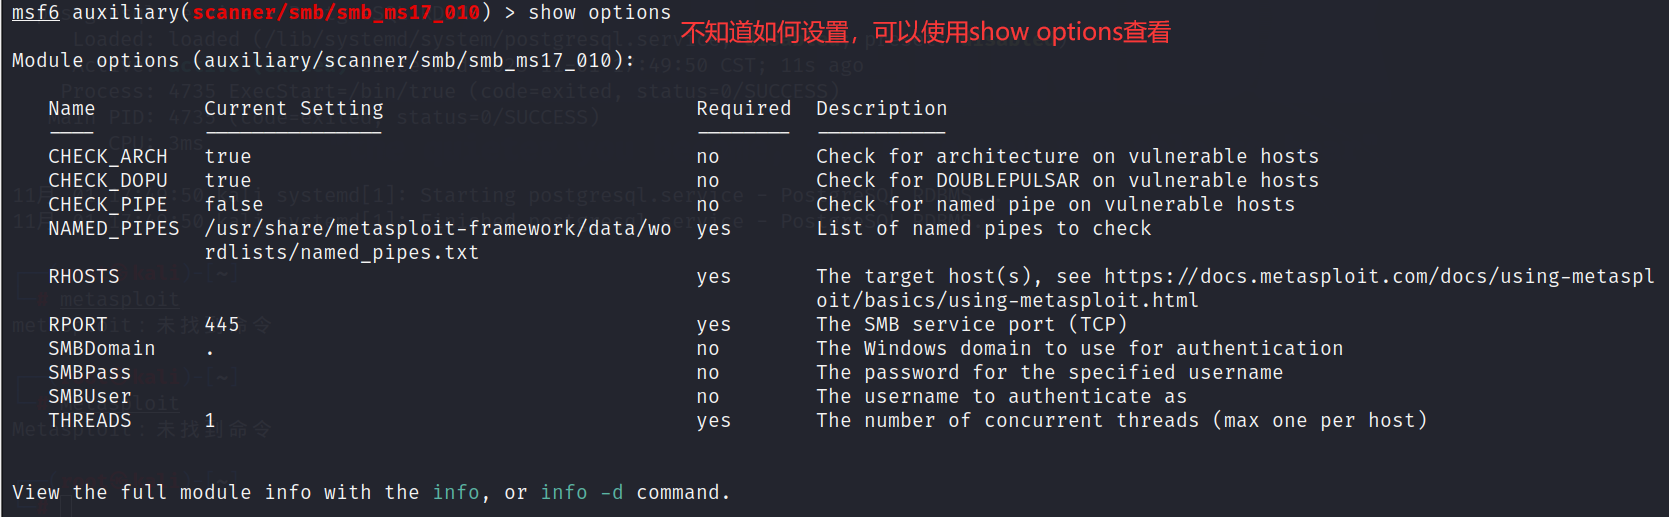 msf6 auxiliary(scanner/smb/smb_ms17_010) > show options
不知道如何设置，可以使用show options查看
Module options (auxiliary/scanner/smb/smb_ms17_010):
Name Current Setting Required Description
---- --------------- -------- -----------
CHECK_ARCH true no Check for architecture on vulnerable hosts
CHECK_DOPU true no Check for DOUBLEPULSAR on vulnerable hosts
CHECK_PIPE false no Check for named pipe on vulnerable hosts
NAMED_PIPES /usr/share/metasploit-framework/data/wo yes List of named pipes to check
rdlists/named_pipes.txt
RHOSTS yes The target host(s), see https://docs.metasploit.com/docs/using-metaspl
oit/basics/using-metasploit.html
RPORT 445 yes The SMB service port (TCP)
SMBDomain . no The Windows domain to use for authentication
SMBPass no The password for the specified username
SMBUser no The username to authenticate as
THREADS 1 yes The number of concurrent threads (max one per host)
View the full module info with the info, or info -d command.